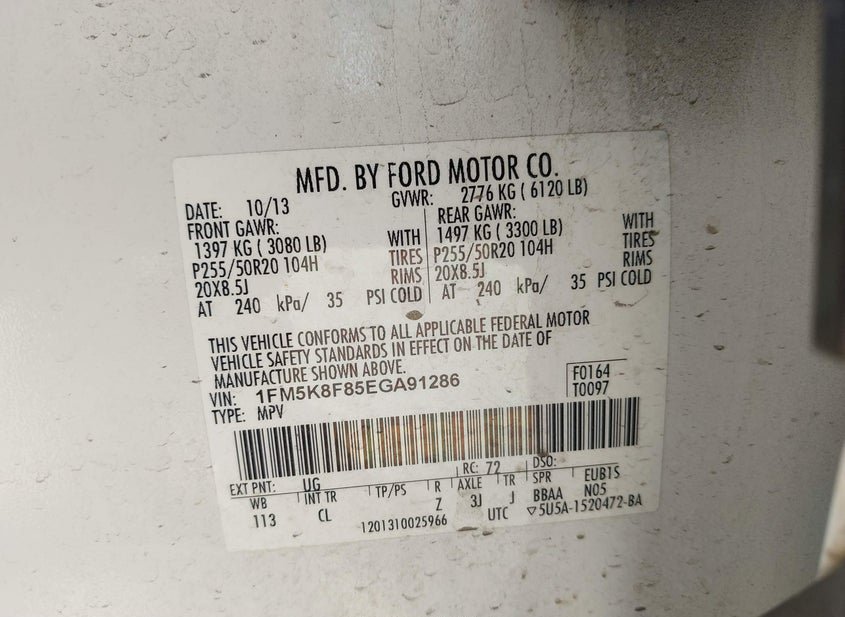 MFD. BY FORD MOTOR CO.
DATE: 10/13 GVWR: 2776 KG ( 6120 LB)
FRONT GAWR: REAR GAWR:
1397 KG ( 3080 LB) WITH 1497 KG ( 3300 LB) WITH
P255/50R20 104H TIRES P255/50R20 104H TIRES
20X8.5J RIMS 20X8.5J RIMS
AT 240 kPa/ 35 PSI COLD AT 240 kPa/ 35 PSI COLD
THIS VEHICLE CONFORMS TO ALL APPLICABLE FEDERAL MOTOR
VEHICLE SAFETY STANDARDS IN EFFECT ON THE DATE OF
MANUFACTURE SHOWN ABOVE.
VIN: 1FM5K8F85EGA91286 F0164
TYPE: MPV T0097
EXT PNT: UG RC: 72 DSO:
WB INT TR TP/PS R AXLE TR SPR EUB1S
113 CL Z 3J J BBAA N05
1201310025966 UTC ▽5U5A-1520472-BA